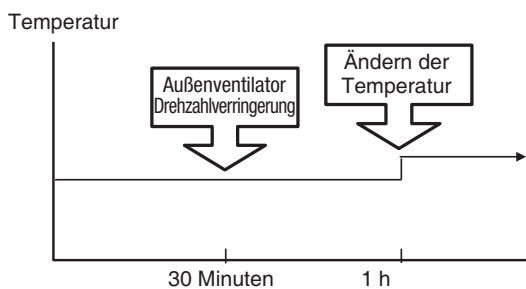 Temperatur
Außenventilator
Drehzahlverringerung
Ändern der
Temperatur
30 Minuten
1 h